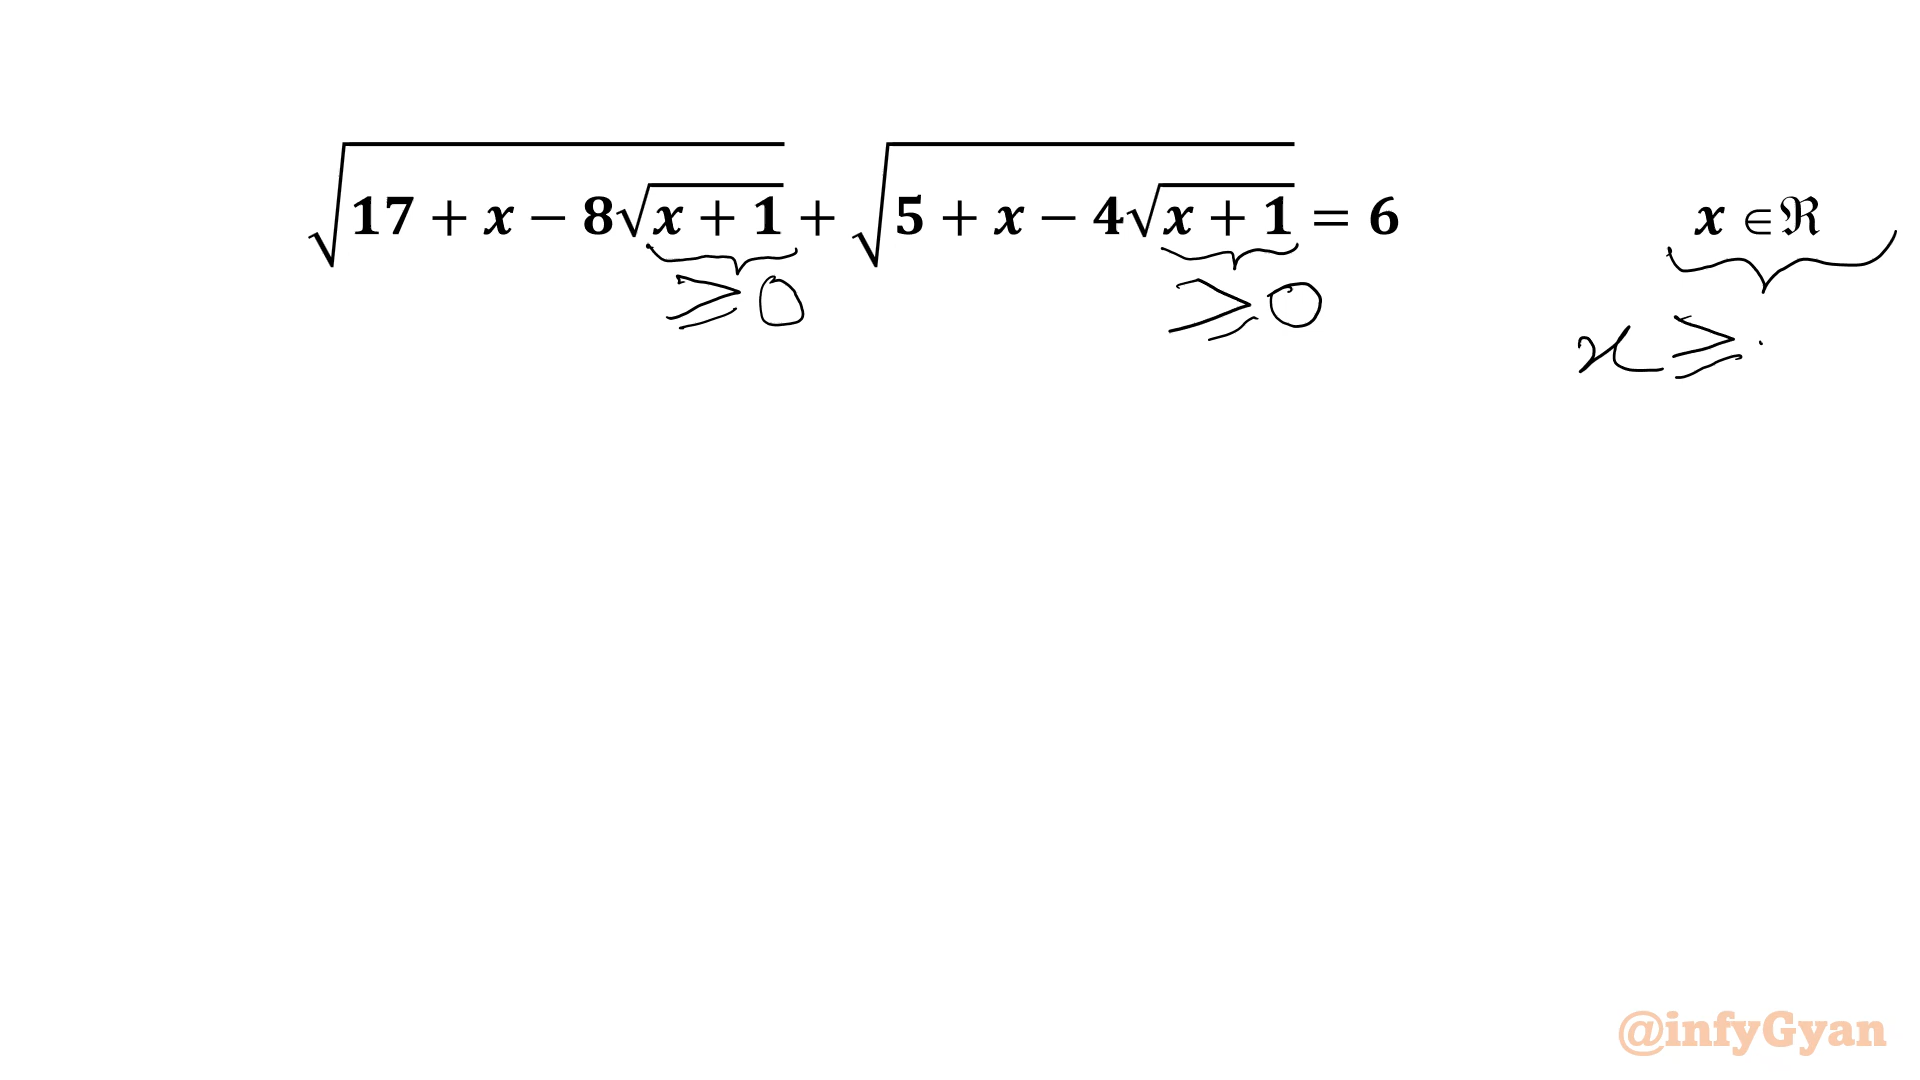 √(17 + x − 8√(x + 1)) + √(5 + x − 4√(x + 1)) = 6 x ∈ ℜ
≥ 0 ≥ 0
x ≥
@infyGyan